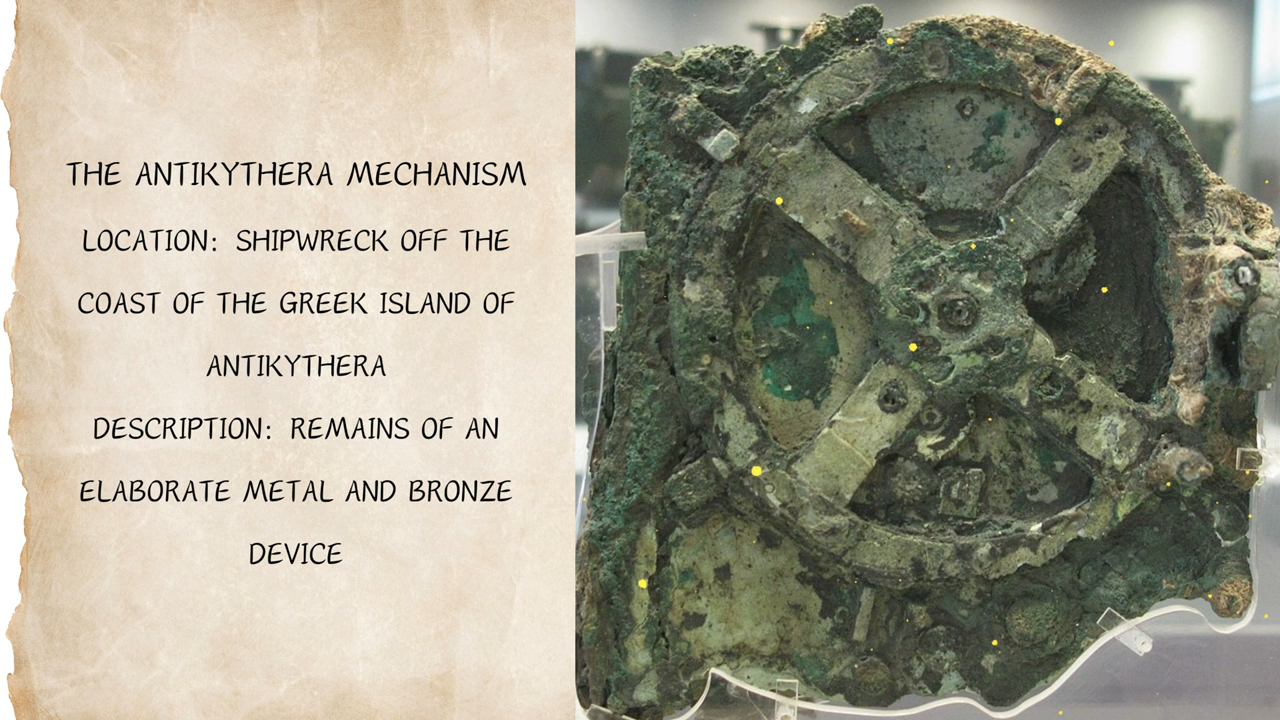 THE ANTIKYTHERA MECHANISM
LOCATION: SHIPWRECK OFF THE
COAST OF THE GREEK ISLAND OF
ANTIKYTHERA
DESCRIPTION: REMAINS OF AN
ELABORATE METAL AND BRONZE
DEVICE